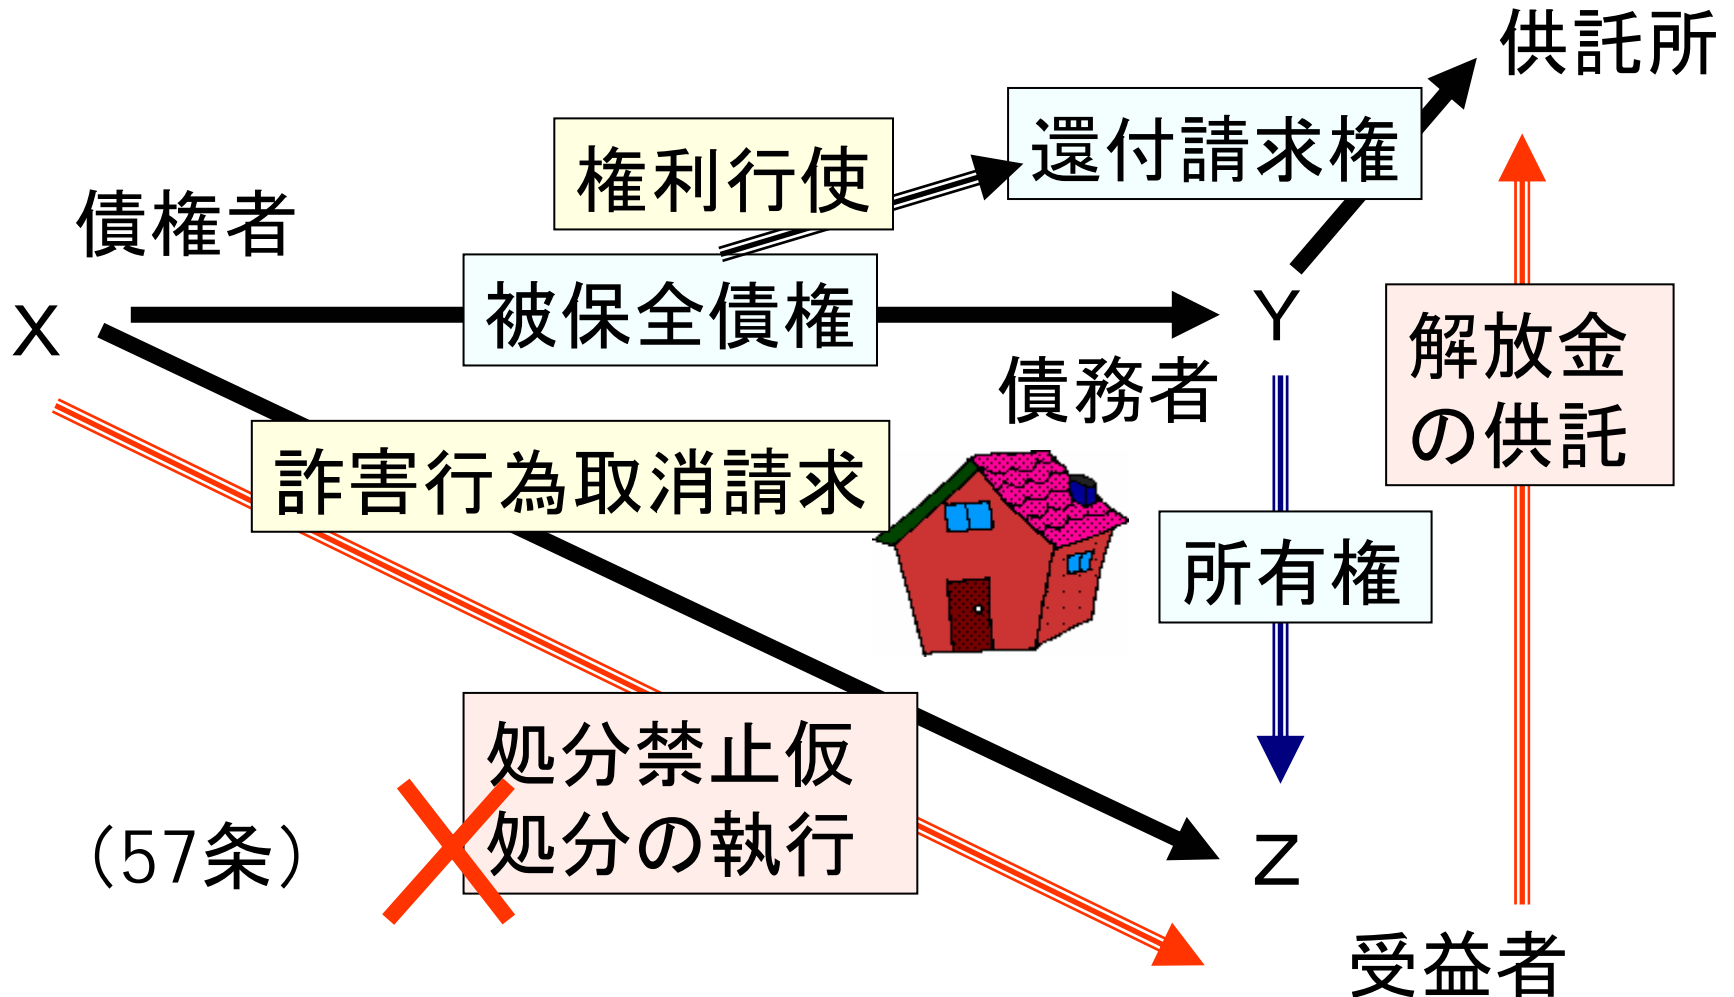 供託所
還付請求権
権利行使
債権者
被保全債権
X
Y
債務者
解放金
の供託
詐害行為取消請求
所有権
処分禁止仮
処分の執行
（57条）
Z
受益者